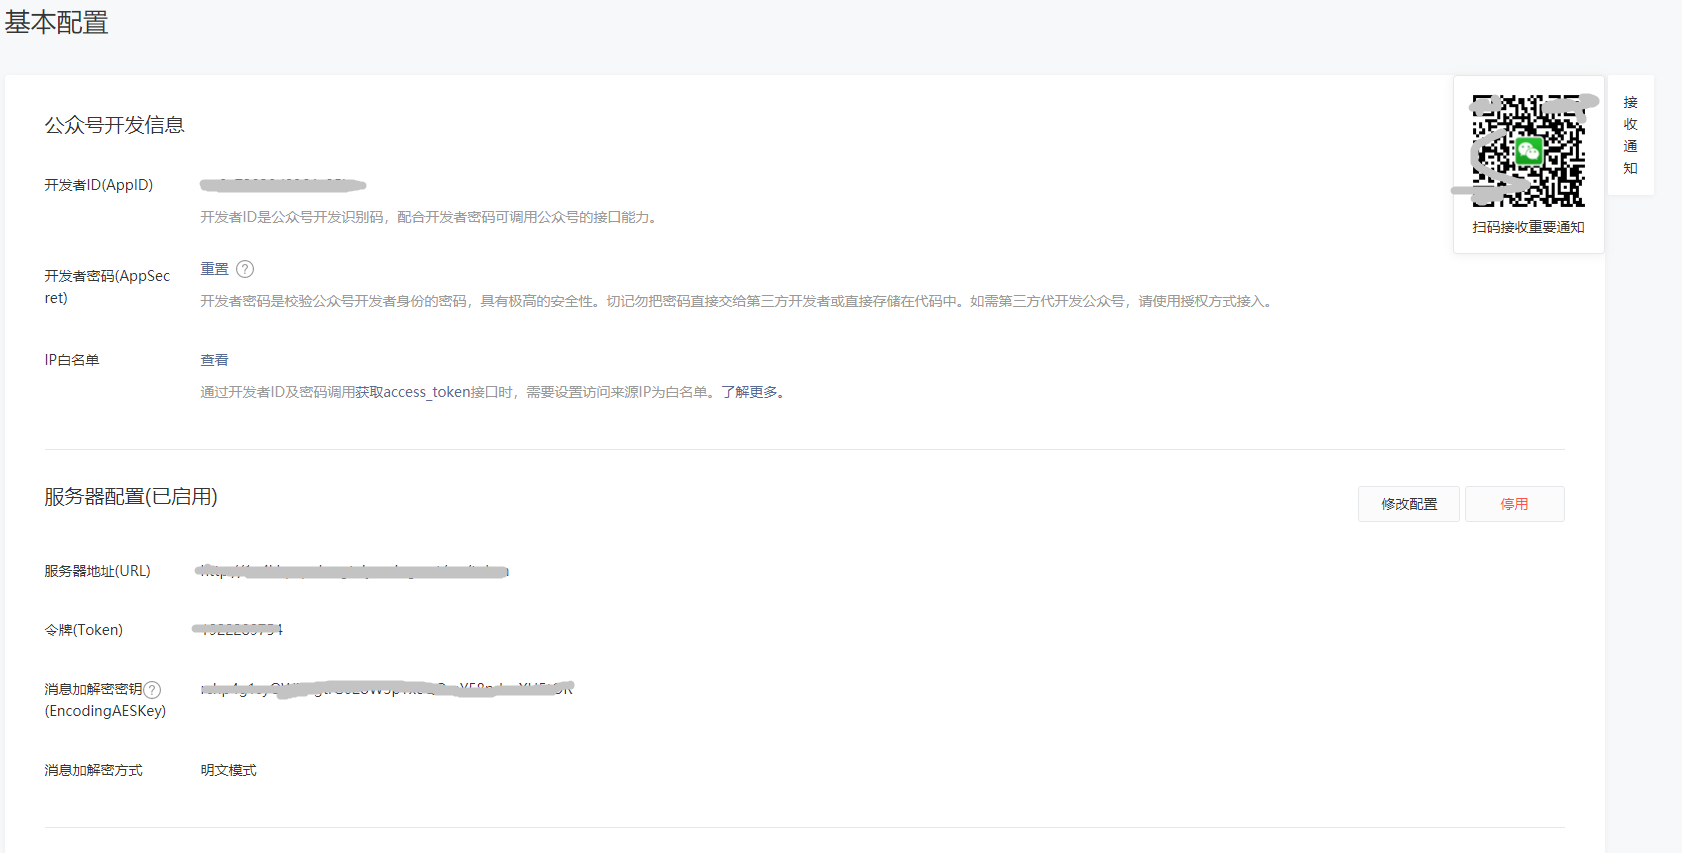 基本配置
公众号开发信息
开发者ID(AppID)
开发者ID是公众号开发识别码，配合开发者密码可调用公众号的接口能力。
开发者密码(AppSec
ret)
重置 ?
开发者密码是校验公众号开发者身份的密码，具有极高的安全性。切记勿把密码直接交给第三方开发者或直接存储在代码中。如需第三方代开发公众号，请使用授权方式接入。
IP白名单
查看
通过开发者ID及密码调用获取access_token接口时，需要设置访问来源IP为白名单。了解更多。
扫码接收重要通知
接
收
通
知
服务器配置(已启用)
修改配置
停用
服务器地址(URL)
令牌(Token)
消息加解密密钥?
(EncodingAESKey)
消息加解密方式
明文模式